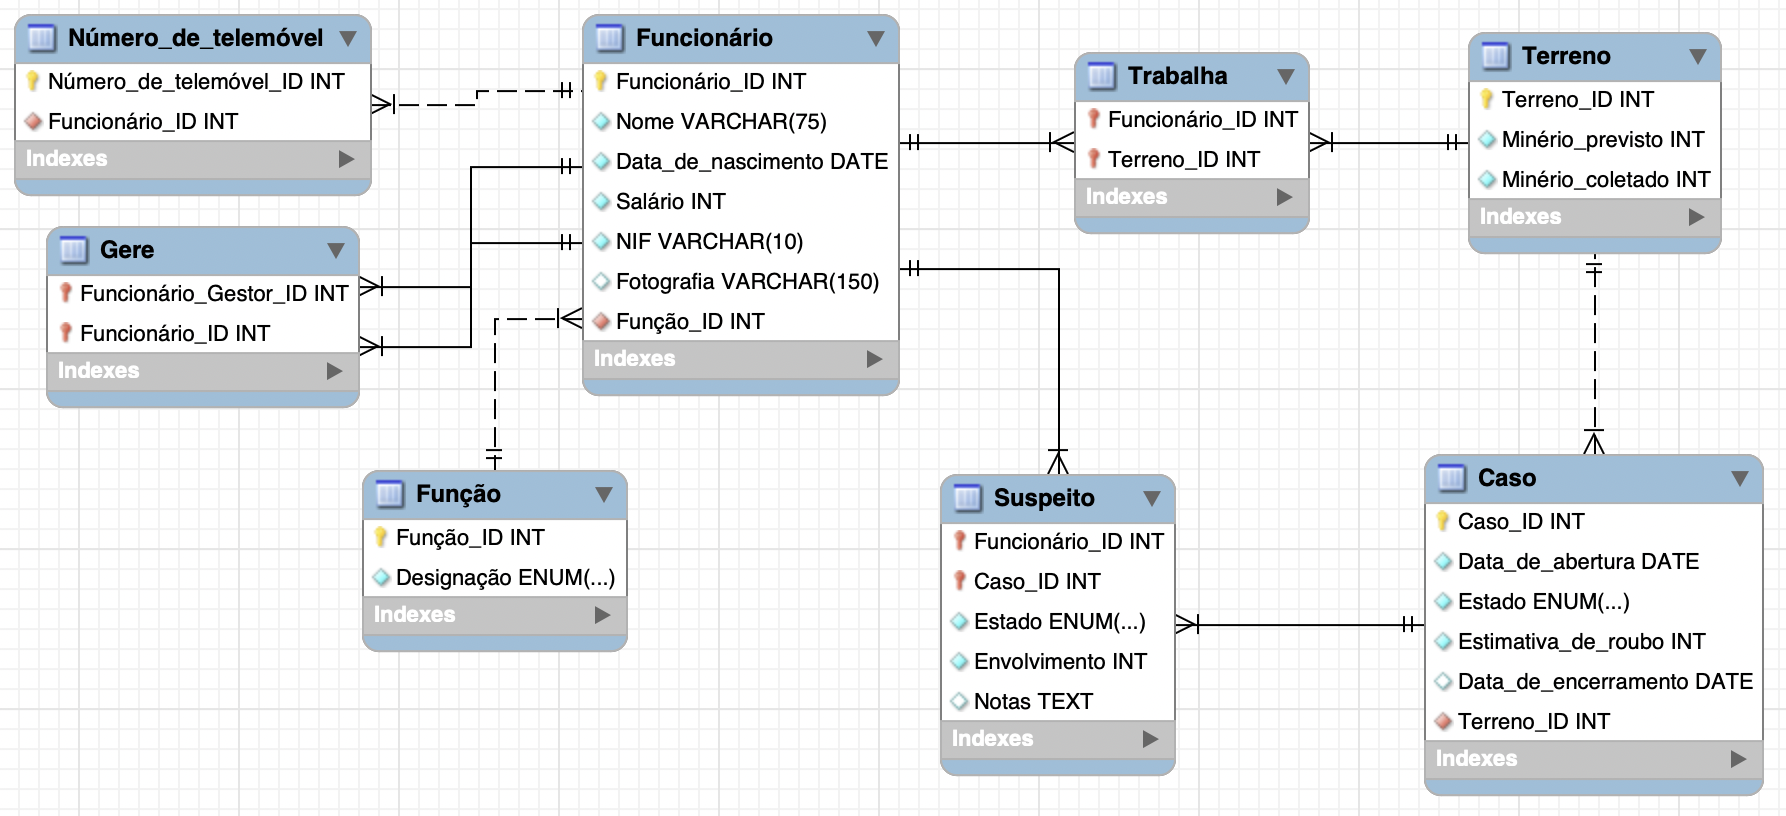 Número_de_telemóvel
Número_de_telemóvel_ID INT
Funcionário_ID INT
Indexes
Gere
Funcionário_Gestor_ID INT
Funcionário_ID INT
Indexes
Funcionário
Funcionário_ID INT
Nome VARCHAR(75)
Data_de_nascimento DATE
Salário INT
NIF VARCHAR(10)
Fotografia VARCHAR(150)
Função_ID INT
Indexes
Função
Função_ID INT
Designação ENUM(...)
Indexes
Trabalha
Funcionário_ID INT
Terreno_ID INT
Indexes
Terreno
Terreno_ID INT
Minério_previsto INT
Minério_coletado INT
Indexes
Suspeito
Funcionário_ID INT
Caso_ID INT
Estado ENUM(...)
Envolvimento INT
Notas TEXT
Indexes
Caso
Caso_ID INT
Data_de_abertura DATE
Estado ENUM(...)
Estimativa_de_roubo INT
Data_de_encerramento DATE
Terreno_ID INT
Indexes